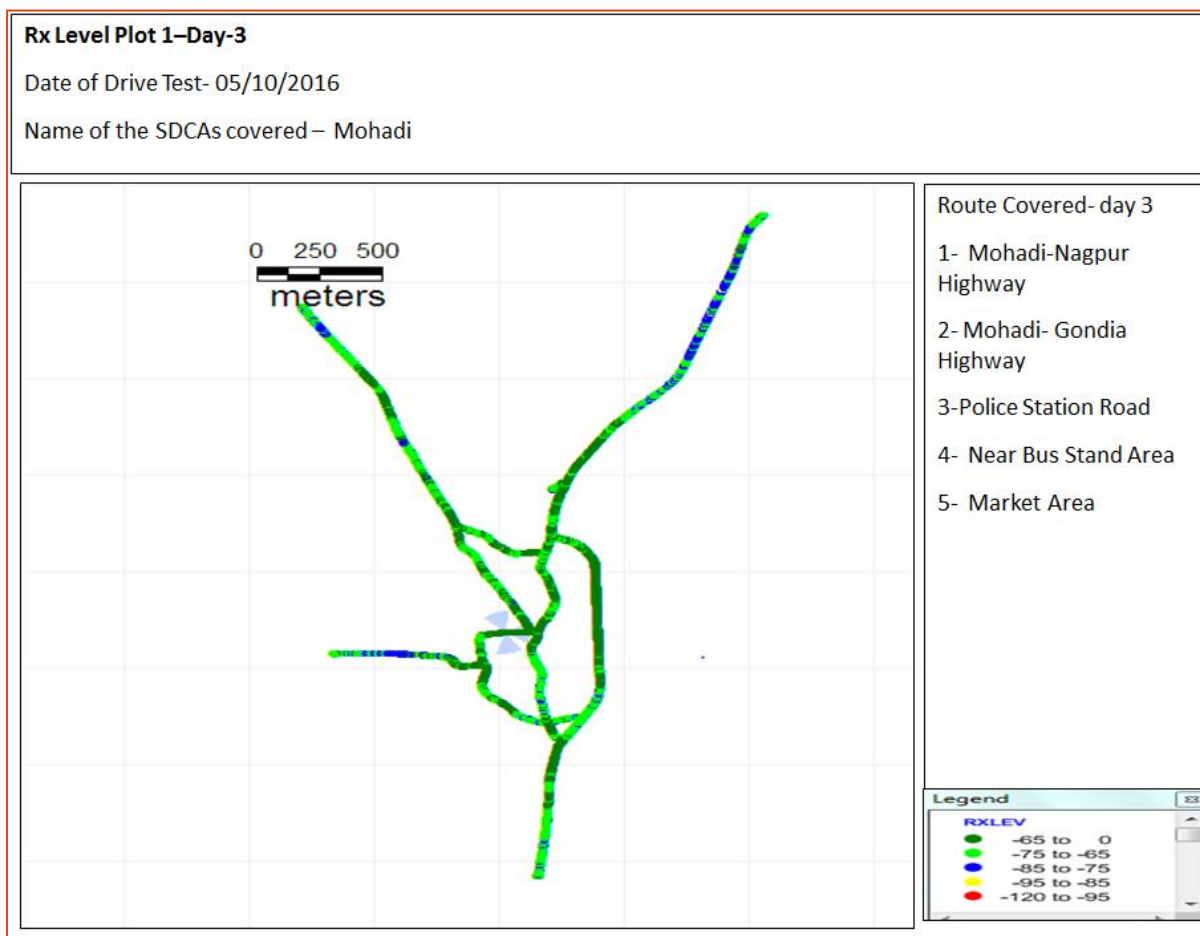 Rx Level Plot 1–Day-3
Date of Drive Test- 05/10/2016
Name of the SDCAs covered – Mohadi
0 250 500
meters
Route Covered- day 3
1- Mohadi-Nagpur
Highway
2- Mohadi- Gondia
Highway
3-Police Station Road
4- Near Bus Stand Area
5- Market Area
Legend
RXLEV
-65 to 0
-75 to -65
-85 to -75
-95 to -85
-120 to -95